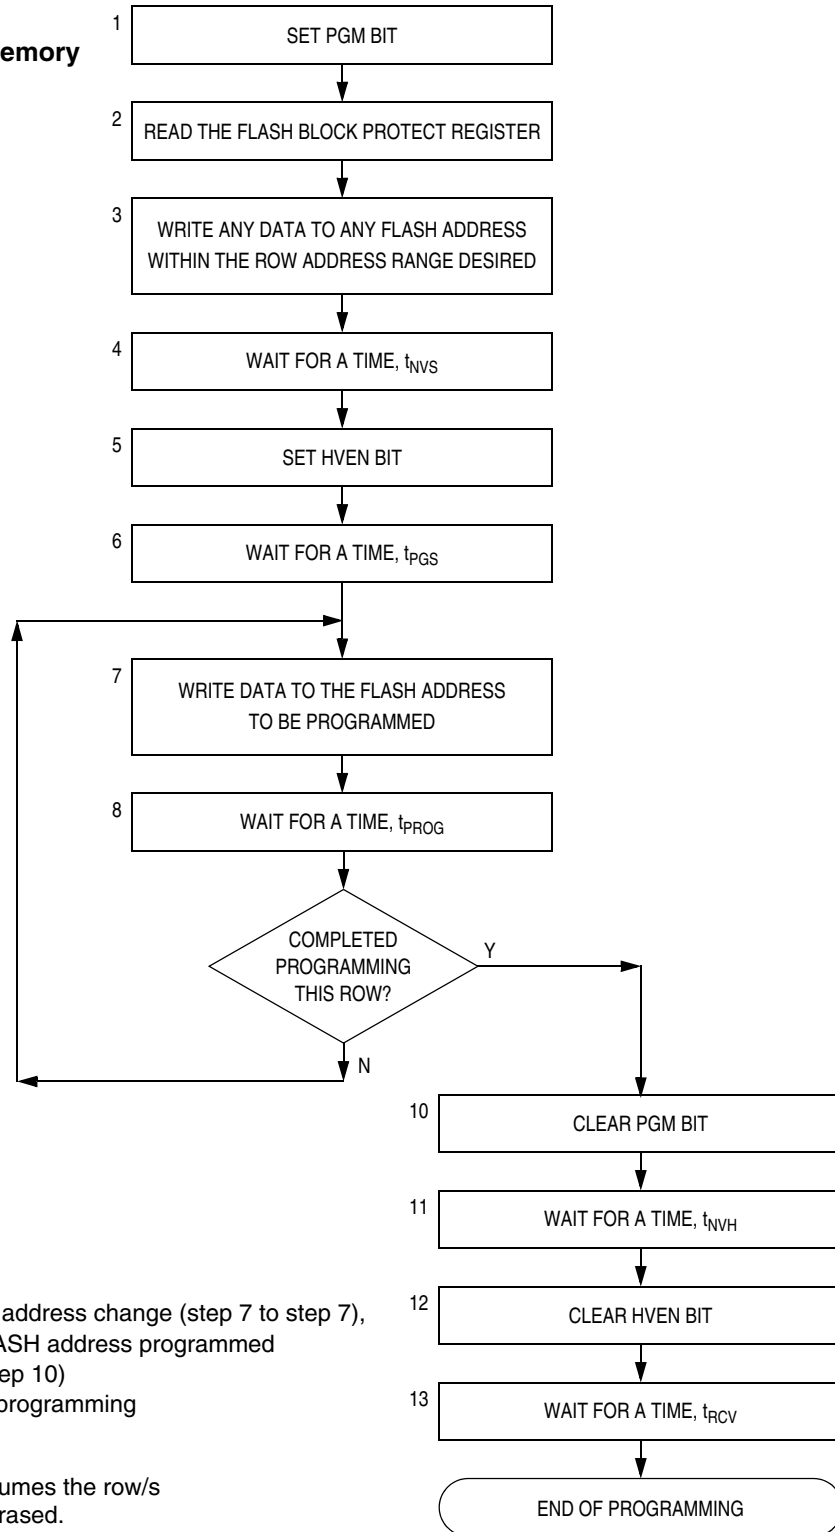 1
SET PGM BIT
emory
2
READ THE FLASH BLOCK PROTECT REGISTER
3
WRITE ANY DATA TO ANY FLASH ADDRESS
WITHIN THE ROW ADDRESS RANGE DESIRED
4
WAIT FOR A TIME, tNVS
5
SET HVEN BIT
6
WAIT FOR A TIME, tPGS
7
WRITE DATA TO THE FLASH ADDRESS
TO BE PROGRAMMED
8
WAIT FOR A TIME, tPROG
COMPLETED
PROGRAMMING
THIS ROW?
Y
N
10
CLEAR PGM BIT
11
WAIT FOR A TIME, tNVH
12
CLEAR HVEN BIT
13
WAIT FOR A TIME, tRCV
END OF PROGRAMMING
address change (step 7 to step 7),
ASH address programmed
ep 10)
programming
umes the row/s
rased.